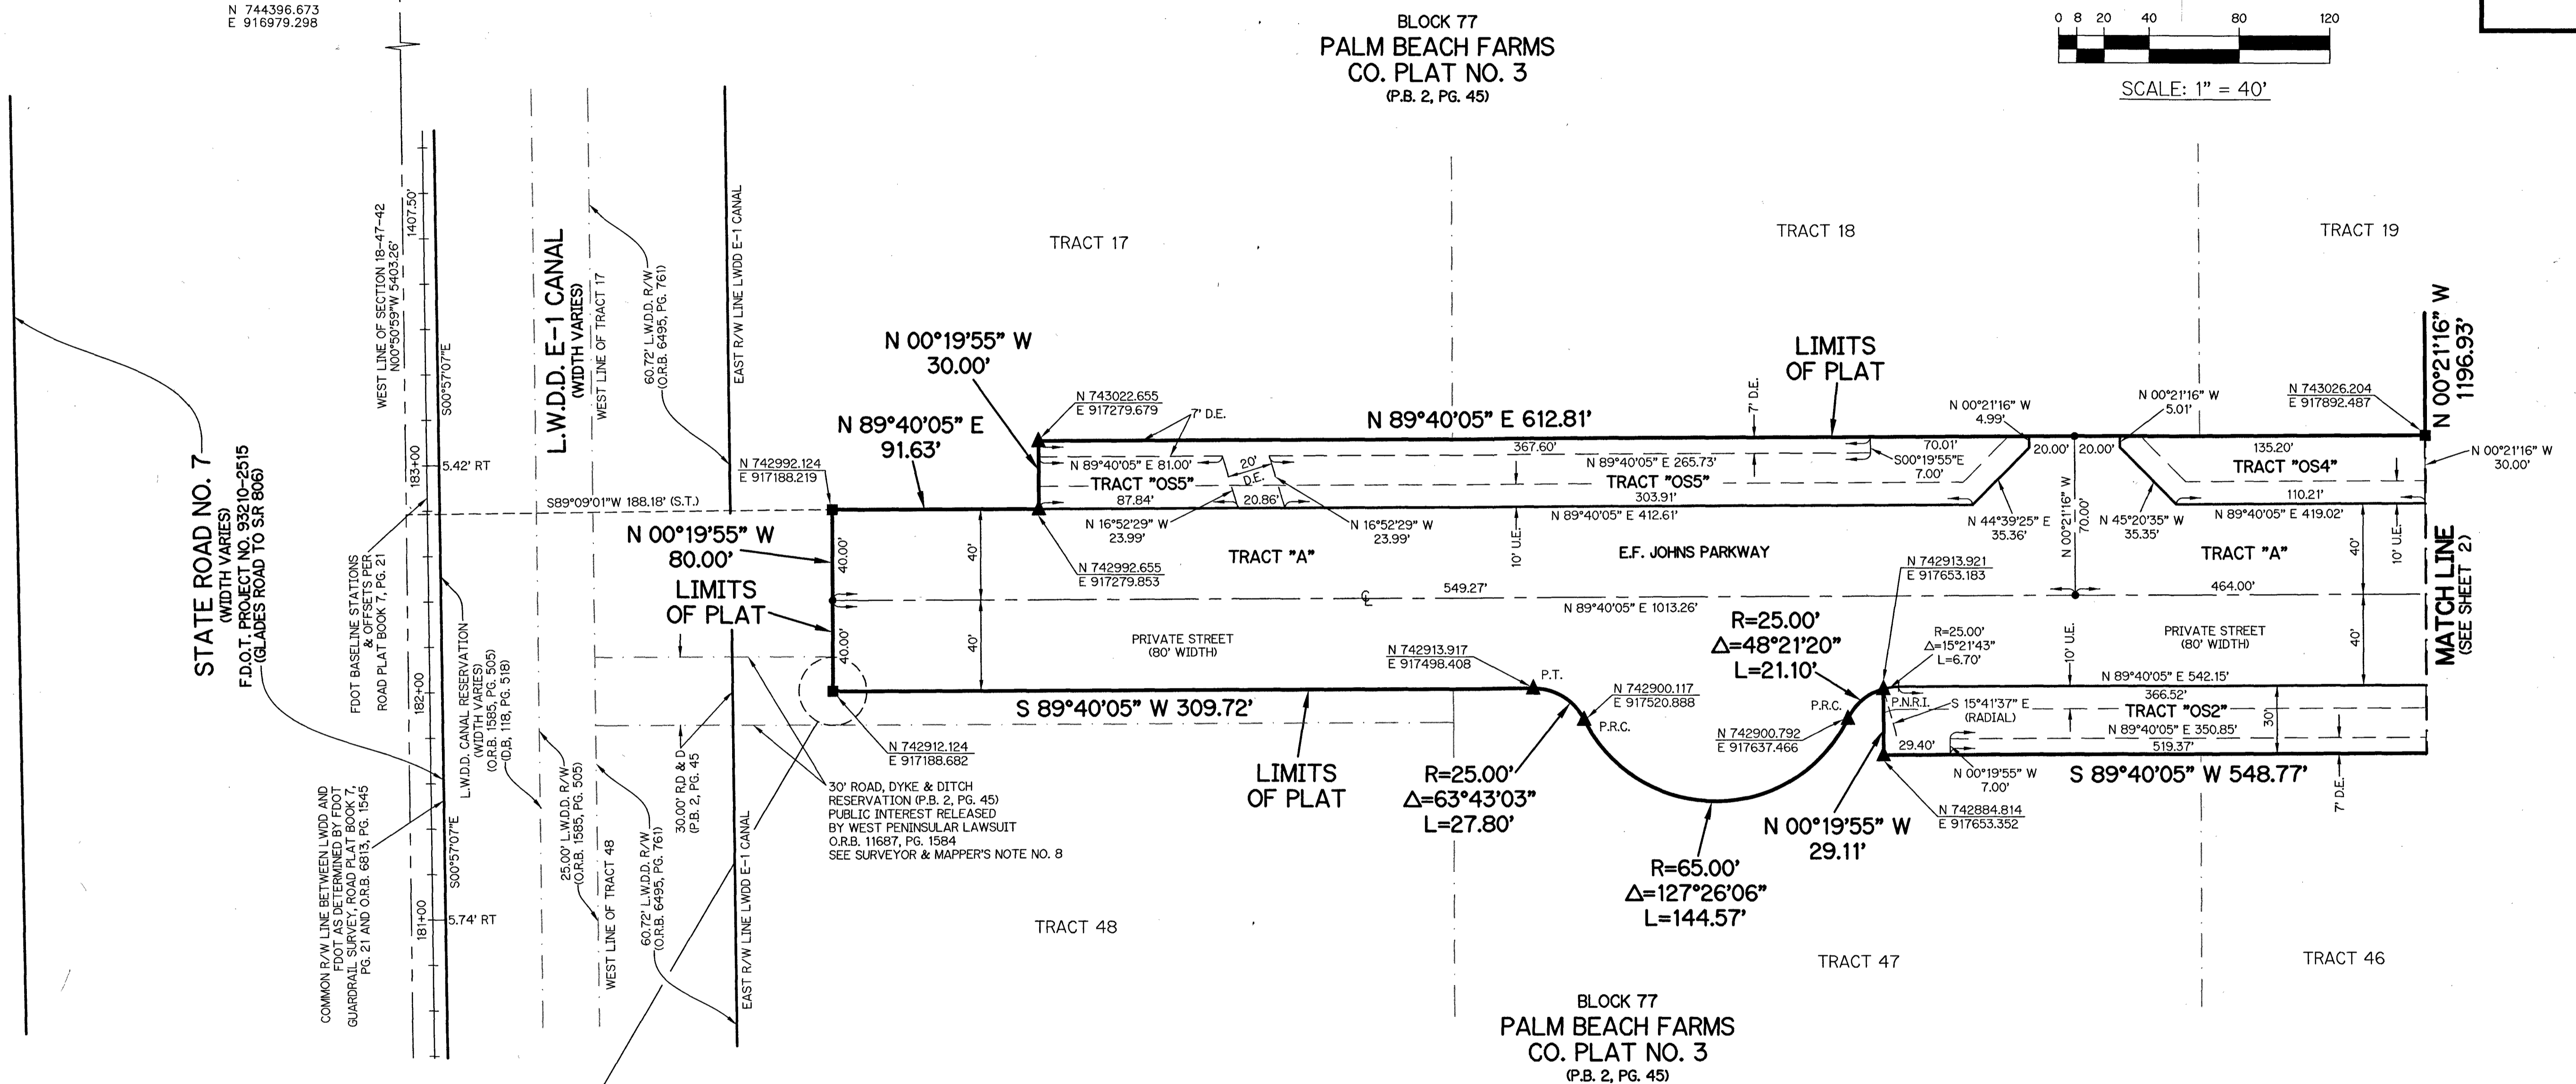 N 744396.673
E 916979.298
BLOCK 77
PALM BEACH FARMS
CO. PLAT NO. 3
(P.B. 2, PG. 45)
0 8 20 40 80 120
SCALE: 1" = 40'
STATE ROAD NO. 7
(WIDTH VARIES)
F.D.O.T. PROJECT NO. 93210-2515
(GLADES ROAD TO S.R 806)
WEST LINE OF SECTION 18-47-42
N00°50'59"W 5403.26'
1407.50'
S00°57'07"E
183+00
5.42' RT
FDOT BASELINE STATIONS
& OFFSETS PER
ROAD PLAT BOOK 7, PG. 21
182+00
COMMON R/W LINE BETWEEN LWDD AND
FDOT AS DETERMINED BY FDOT
GUARDRAIL SURVEY, ROAD PLAT BOOK 7,
PG. 21 AND O.R.B. 6813, PG. 1545
181+00
5.74' RT
S00°57'07"E
L.W.D.D. CANAL RESERVATION
(WIDTH VARIES)
(O.R.B. 1585, PG. 505)
(D,B, 118, PG. 518)
L.W.D.D. E-1 CANAL
(WIDTH VARIES)
WEST LINE OF TRACT 17
60.72' L.W.D.D. R/W
(O.R.B. 6495, PG. 761)
EAST R/W LINE LWDD E-1 CANAL
S89°09'01"W 188.18' (S.T.)
25.00' L.W.D.D. R/W
(O.R.B. 1585, PG. 505)
WEST LINE OF TRACT 48
60.72' L.W.D.D. R/W
(O.R.B. 6495, PG. 761)
30.00' R,D & D
(P.B. 2, PG. 45
EAST R/W LINE LWDD E-1 CANAL
TRACT 17
TRACT 18
TRACT 19
N 00°19'55" W
30.00'
N 89°40'05" E
91.63'
N 742992.124
E 917188.219
N 00°19'55" W
80.00'
LIMITS
OF PLAT
N 743022.655
E 917279.679
7' D.E.
N 89°40'05" E 612.81'
7' D.E.
LIMITS
OF PLAT
N 00°21'16" W
4.99'
N 00°21'16" W
5.01'
N 743026.204
E 917892.487
N 00°21'16" W
1196.93'
367.60'
70.01'
20.00'
20.00'
135.20'
N 89°40'05" E 81.00'
20'
D.E.
N 89°40'05" E 265.73'
S00°19'55"E
7.00'
TRACT "OS4"
N 00°21'16" W
30.00'
TRACT "OS5"
TRACT "OS5"
87.84'
20.86'
303.91'
110.21'
N 16°52'29" W
23.99'
N 16°52'29" W
23.99'
N 89°40'05" E 412.61'
N 44°39'25" E
35.36'
N 00°21'16" W
70.00'
N 45°20'35" W
35.35'
N 89°40'05" E 419.02'
40.00'
40'
N 742992.655
E 917279.853
TRACT "A"
10' U.E.
E.F. JOHNS PARKWAY
N 742913.921
E 917653.183
TRACT "A"
40'
10' U.E.
MATCH LINE
(SEE SHEET 2)
549.27'
464.00'
N 89°40'05" E 1013.26'
40.00'
40'
PRIVATE STREET
(80' WIDTH)
N 742913.917
E 917498.408
P.T.
R=25.00'
Δ=48°21'20"
L=21.10'
R=25.00'
Δ=15°21'43"
L=6.70'
10' U.E.
PRIVATE STREET
(80' WIDTH)
40'
N 89°40'05" E 542.15'
366.52'
S 89°40'05" W 309.72'
N 742900.117
E 917520.888
P.R.C.
P.R.C.
P.N.R.I.
S 15°41'37" E
(RADIAL)
TRACT "OS2"
30'
N 89°40'05" E 350.85'
N 742912.124
E 917188.682
N 742900.792
E 917637.466
29.40'
519.37'
LIMITS
OF PLAT
R=25.00'
Δ=63°43'03"
L=27.80'
N 00°19'55" W
7.00'
S 89°40'05" W 548.77'
7' D.E.
30' ROAD, DYKE & DITCH
RESERVATION (P.B. 2, PG. 45)
PUBLIC INTEREST RELEASED
BY WEST PENINSULAR LAWSUIT
O.R.B. 11687, PG. 1584
SEE SURVEYOR & MAPPER'S NOTE NO. 8
N 742884.814
E 917653.352
N 00°19'55" W
29.11'
R=65.00'
Δ=127°26'06"
L=144.57'
TRACT 48
TRACT 47
TRACT 46
BLOCK 77
PALM BEACH FARMS
CO. PLAT NO. 3
(P.B. 2, PG. 45)